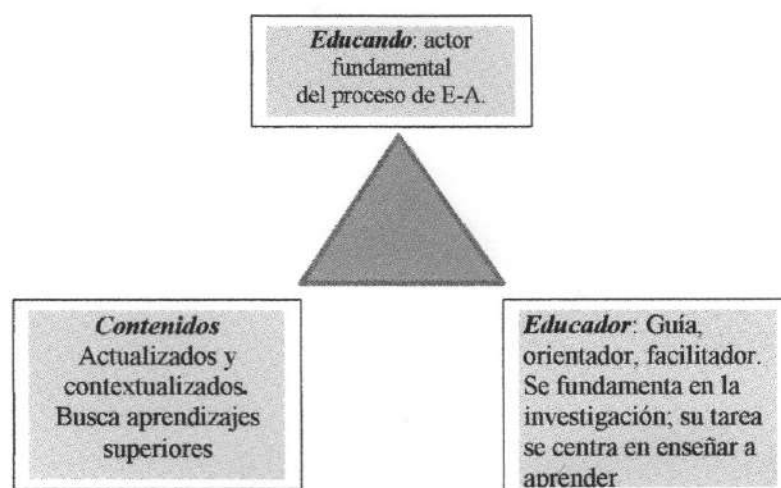 Educando: actor
fundamental
del proceso de E-A.
Contenidos
Actualizados y
contextualizados.
Busca aprendizajes
superiores
Educador: Guía,
orientador, facilitador.
Se fundamenta en la
investigación; su tarea
se centra en enseñar a
aprender